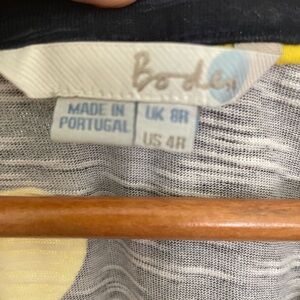 Boden
MADE IN
PORTUGAL
UK 8R
US 4R